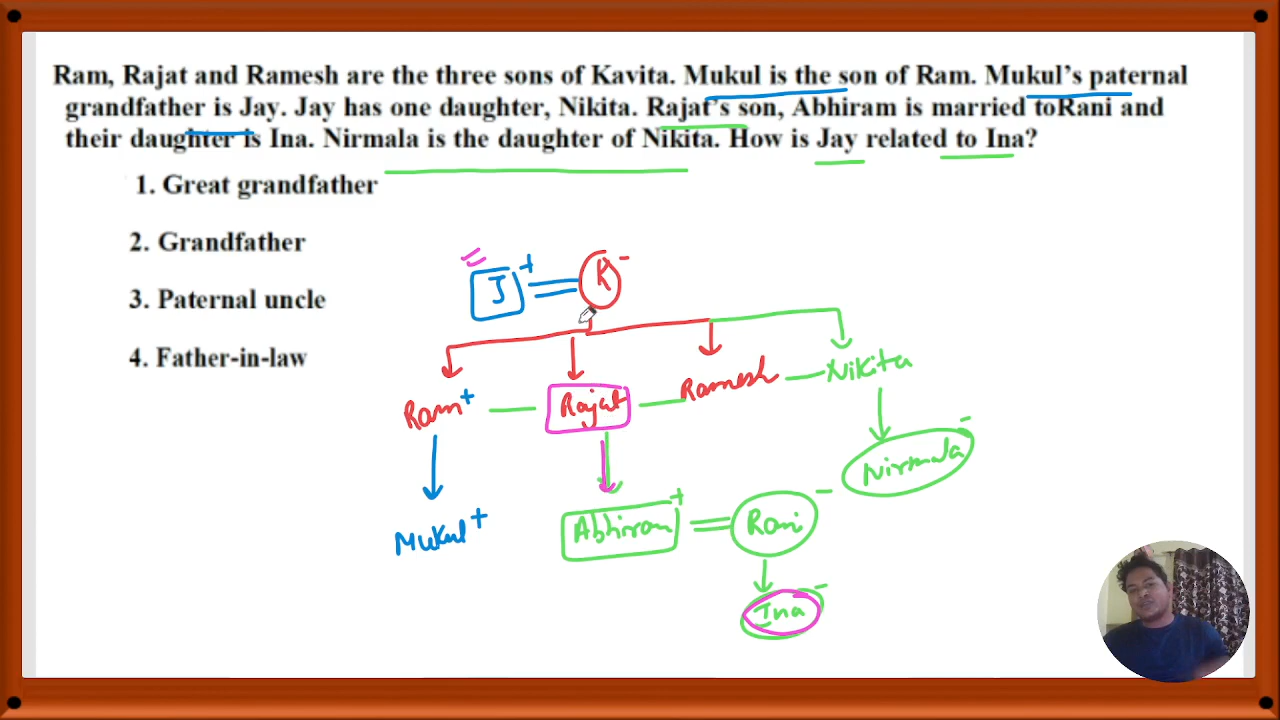 Ram, Rajat and Ramesh are the three sons of Kavita. Mukul is the son of Ram. Mukul's paternal
grandfather is Jay. Jay has one daughter, Nikita. Rajat's son, Abhiram is married toRani and
their daughter is Ina. Nirmala is the daughter of Nikita. How is Jay related to Ina?
1. Great grandfather
2. Grandfather
3. Paternal uncle
4. Father-in-law
J + = K -
Ram + Rajat Ramesh Nikita
Nirmala -
Mukul + Abhiram + = Rani -
Ina -